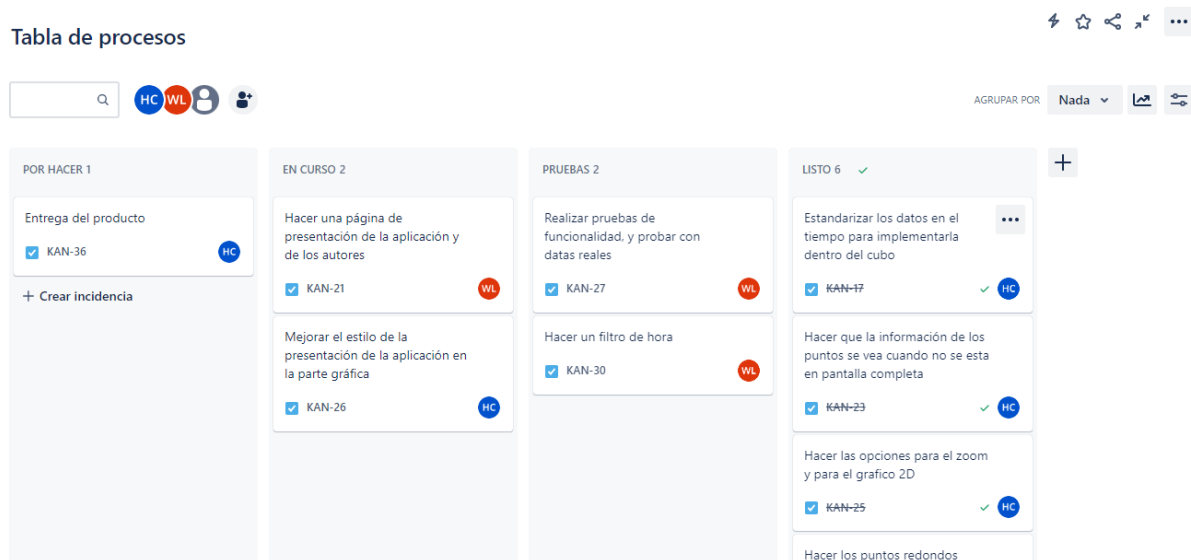 Tabla de procesos
HC WL
AGRUPAR POR Nada
POR HACER 1
Entrega del producto
KAN-36 HC
+ Crear incidencia
EN CURSO 2
Hacer una página de
presentación de la aplicación y
de los autores
KAN-21 WL
Mejorar el estilo de la
presentación de la aplicación en
la parte gráfica
KAN-26 HC
PRUEBAS 2
Realizar pruebas de
funcionalidad, y probar con
datas reales
KAN-27 WL
Hacer un filtro de hora
KAN-30 WL
LISTO 6
Estandarizar los datos en el
tiempo para implementarla
dentro del cubo
KAN-17 HC
Hacer que la información de los
puntos se vea cuando no se esta
en pantalla completa
KAN-23 HC
Hacer las opciones para el zoom
y para el grafico 2D
KAN-25 HC
Hacer los puntos redondos